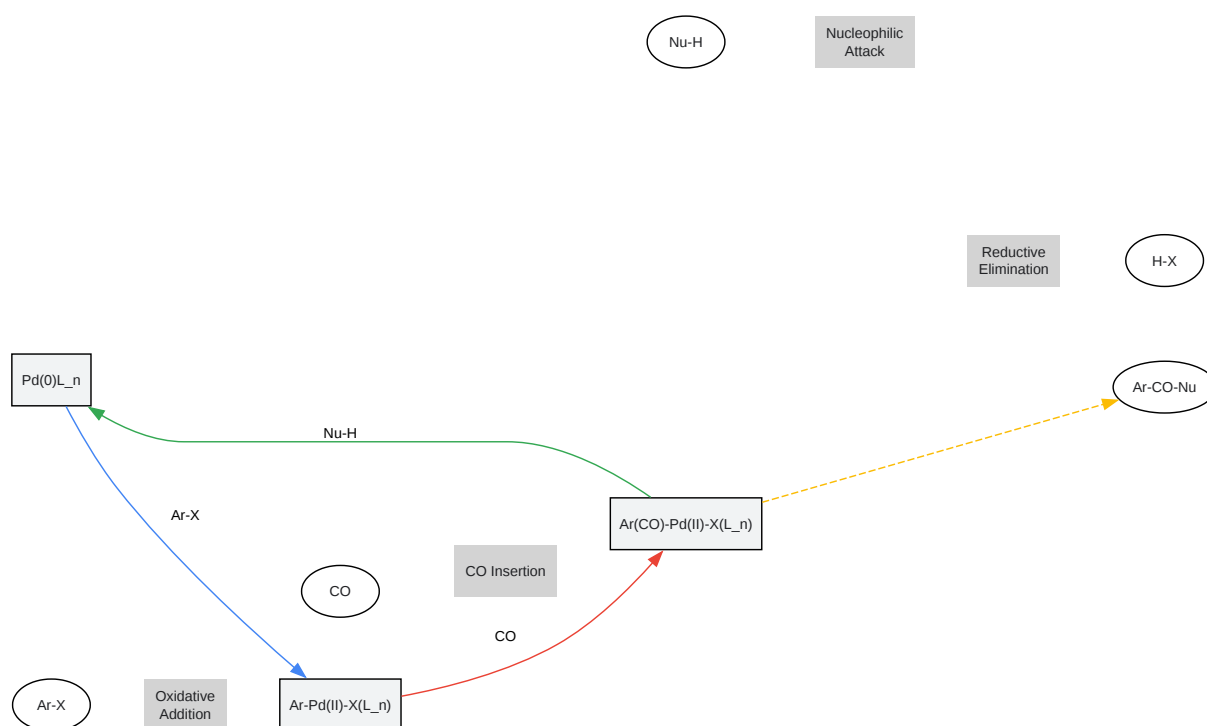 Nu-H
Nucleophilic
Attack
Reductive
Elimination
H-X
Pd(0)L_n
Ar-CO-Nu
Nu-H
Ar-X
Ar(CO)-Pd(II)-X(L_n)
CO Insertion
CO
CO
Ar-X
Oxidative
Addition
Ar-Pd(II)-X(L_n)